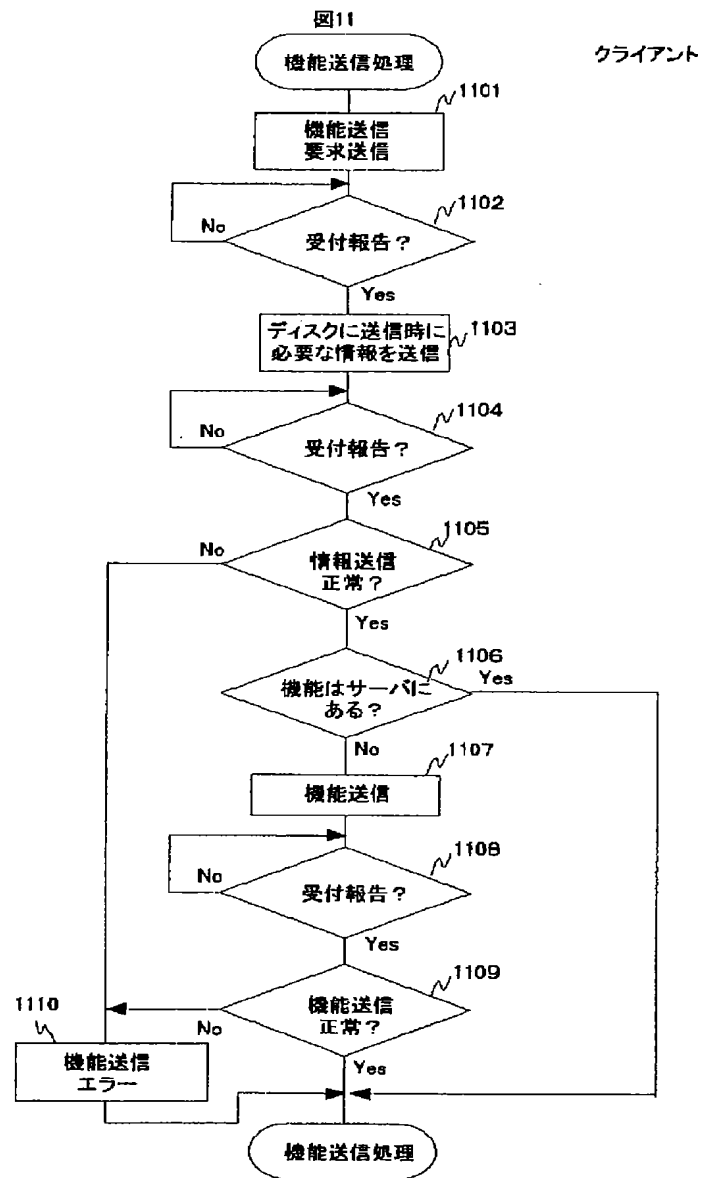 図11
クライアント
機能送信処理
1101
機能送信
要求送信
1102
受付報告？
No
Yes
ディスクに送信時に
必要な情報を送信
1103
1104
受付報告？
No
Yes
1105
情報送信
正常？
No
Yes
1106
機能はサーバに
ある？
Yes
No
1107
機能送信
1108
受付報告？
No
Yes
1109
機能送信
正常？
No
Yes
1110
機能送信
エラー
機能送信処理